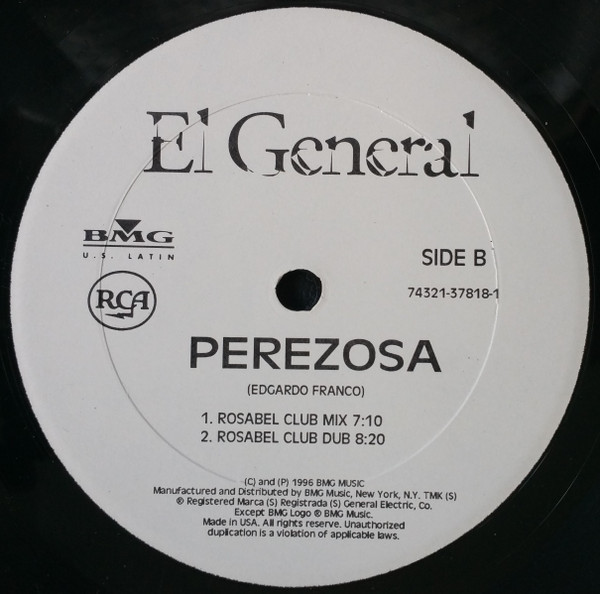 El General
BMG
U.S. LATIN
RCA
SIDE B
74321-37818-1
PEREZOSA
(EDGARDO FRANCO)
1. ROSABEL CLUB MIX 7:10
2. ROSABEL CLUB DUB 8:20
(C) and (P) 1996 BMG MUSIC
Manufactured and Distributed by BMG Music, New York, N.Y. TMK (S)
® Registered Marca (S) Registrada (S) General Electric, Co.
Except BMG Logo ® BMG Music.
Made in USA. All rights reserve. Unauthorized
duplication is a violation of applicable laws.